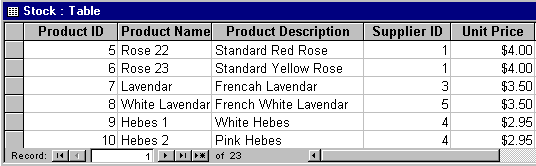 Stock : Table
Product ID Product Name Product Description Supplier ID Unit Price
5 Rose 22 Standard Red Rose 1 $4.00
6 Rose 23 Standard Yellow Rose 1 $4.00
7 Lavendar Frencah Lavendar 3 $3.50
8 White Lavendar French White Lavendar 5 $3.50
9 Hebes 1 White Hebes 4 $2.95
10 Hebes 2 Pink Hebes 4 $2.95
Record: 1 of 23